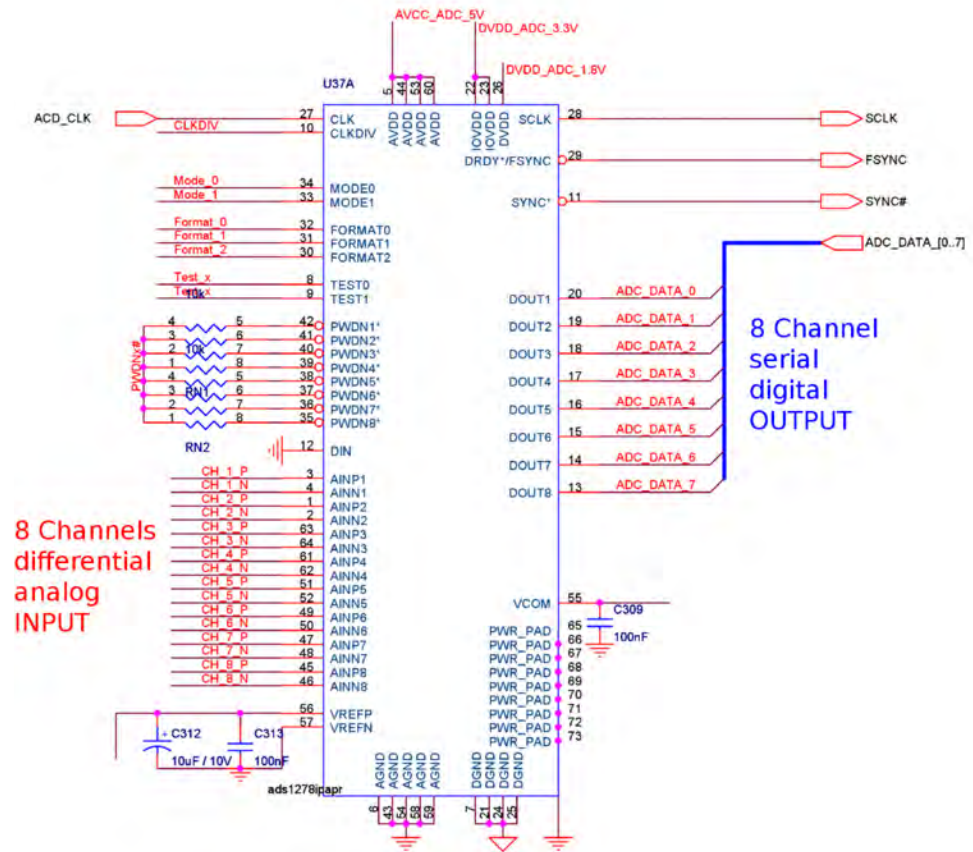 AVCC_ADC_5V
DVDD_ADC_3.3V
DVDD_ADC_1.8V
U37A
5 44 53 60 22 23 26
AVDD AVDD AVDD AVDD IOVDD IOVDD DVDD
ACD_CLK 27 CLK SCLK 28 SCLK
CLKDIV 10 CLKDIV
DRDY*/FSYNC 29 FSYNC
Mode_0 34 MODE0
Mode_1 33 MODE1 SYNC* 11 SYNC#
Format_0 32 FORMAT0
Format_1 31 FORMAT1 ADC_DATA_[0..7]
Format_2 30 FORMAT2
Test_x 8 TEST0
Test_x 9 TEST1
10k
DOUT1 20 ADC_DATA_0
DOUT2 19 ADC_DATA_1
DOUT3 18 ADC_DATA_2
DOUT4 17 ADC_DATA_3
DOUT5 16 ADC_DATA_4
DOUT6 15 ADC_DATA_5
DOUT7 14 ADC_DATA_6
DOUT8 13 ADC_DATA_7
8 Channel
serial
digital
OUTPUT
PWDNx#
4 5 42 PWDN1*
3 6 41 PWDN2*
2 10k 7 40 PWDN3*
1 8 39 PWDN4*
4 5 38 PWDN5*
3 RN1 6 37 PWDN6*
2 7 36 PWDN7*
1 8 35 PWDN8*
RN2
12 DIN
CH_1_P 3 AINP1
CH_1_N 4 AINN1
CH_2_P 1 AINP2
CH_2_N 2 AINN2
CH_3_P 63 AINP3
CH_3_N 64 AINN3
CH_4_P 61 AINP4
CH_4_N 62 AINN4
CH_5_P 51 AINP5
CH_5_N 52 AINN5
CH_6_P 49 AINP6
CH_6_N 50 AINN6
CH_7_P 47 AINP7
CH_7_N 48 AINN7
CH_8_P 45 AINP8
CH_8_N 46 AINN8
8 Channels
differential
analog
INPUT
VCOM 55
C309
100nF
PWR_PAD 65
PWR_PAD 66
PWR_PAD 67
PWR_PAD 68
PWR_PAD 69
PWR_PAD 70
PWR_PAD 71
PWR_PAD 72
PWR_PAD 73
56 VREFP
57 VREFN
+ C312 C313
10uF / 10V 100nF
AGND AGND AGND AGND AGND DGND DGND DGND DGND
ads1278ipapr
6 43 54 58 59 7 21 24 25